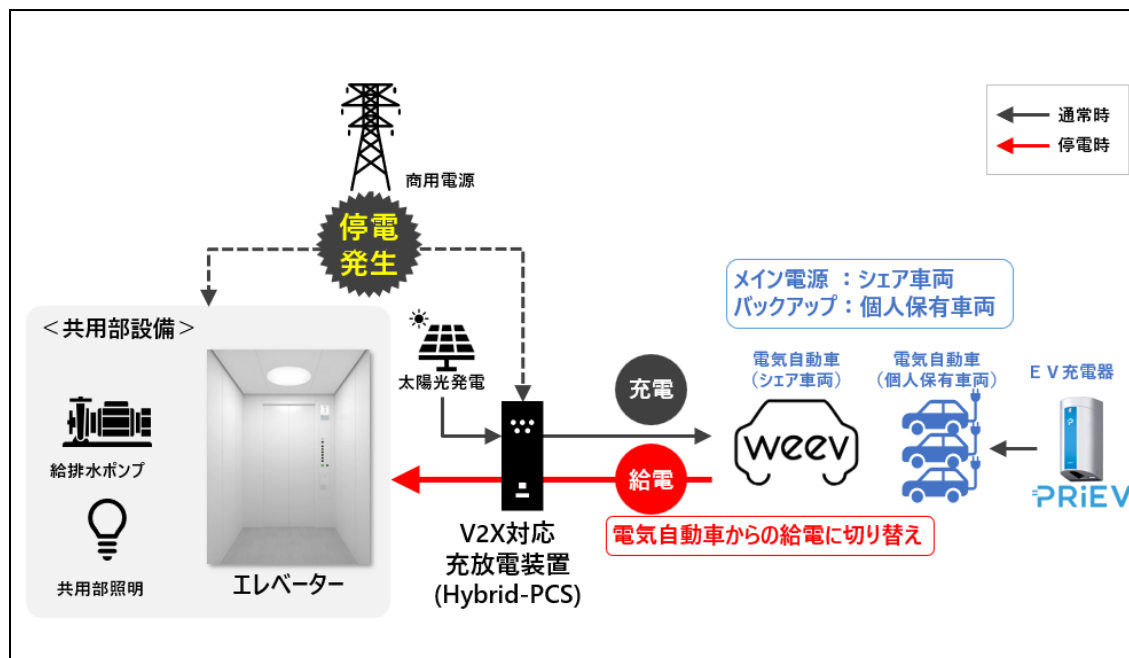 通常時
停電時
商用電源
停電
発生
メイン電源 ：シェア車両
バックアップ：個人保有車両
＜共用部設備＞
給排水ポンプ
共用部照明
エレベーター
太陽光発電
充電
給電
電気自動車
（シェア車両）
weev
電気自動車
（個人保有車両）
ＥＶ充電器
P
PRiEV
電気自動車からの給電に切り替え
V2X対応
充放電装置
(Hybrid-PCS)